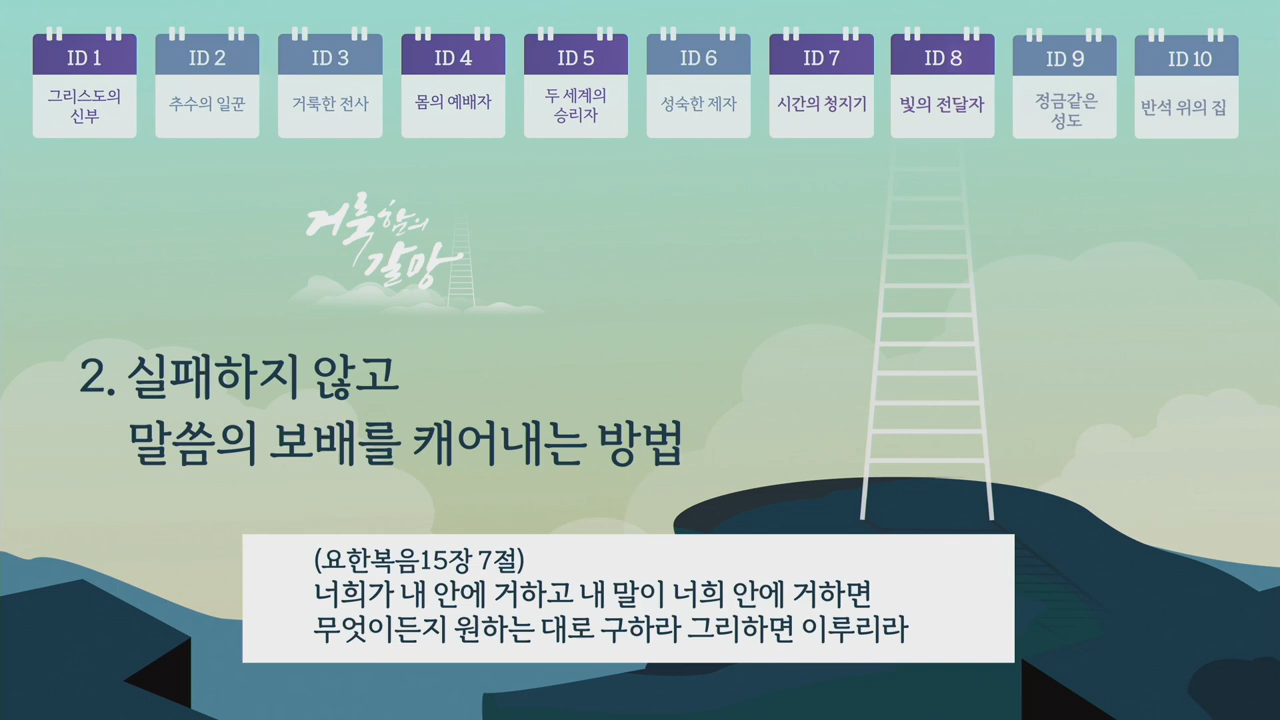 ID 1
그리스도의
신부
ID 2
추수의 일꾼
ID 3
거룩한 전사
ID 4
몸의 예배자
ID 5
두 세계의
승리자
ID 6
성숙한 제자
ID 7
시간의 청지기
ID 8
빛의 전달자
ID 9
정금같은
성도
ID 10
반석 위의 집
거룩함의
갈망
2. 실패하지 않고
말씀의 보배를 캐어내는 방법
(요한복음15장 7절)
너희가 내 안에 거하고 내 말이 너희 안에 거하면
무엇이든지 원하는 대로 구하라 그리하면 이루리라